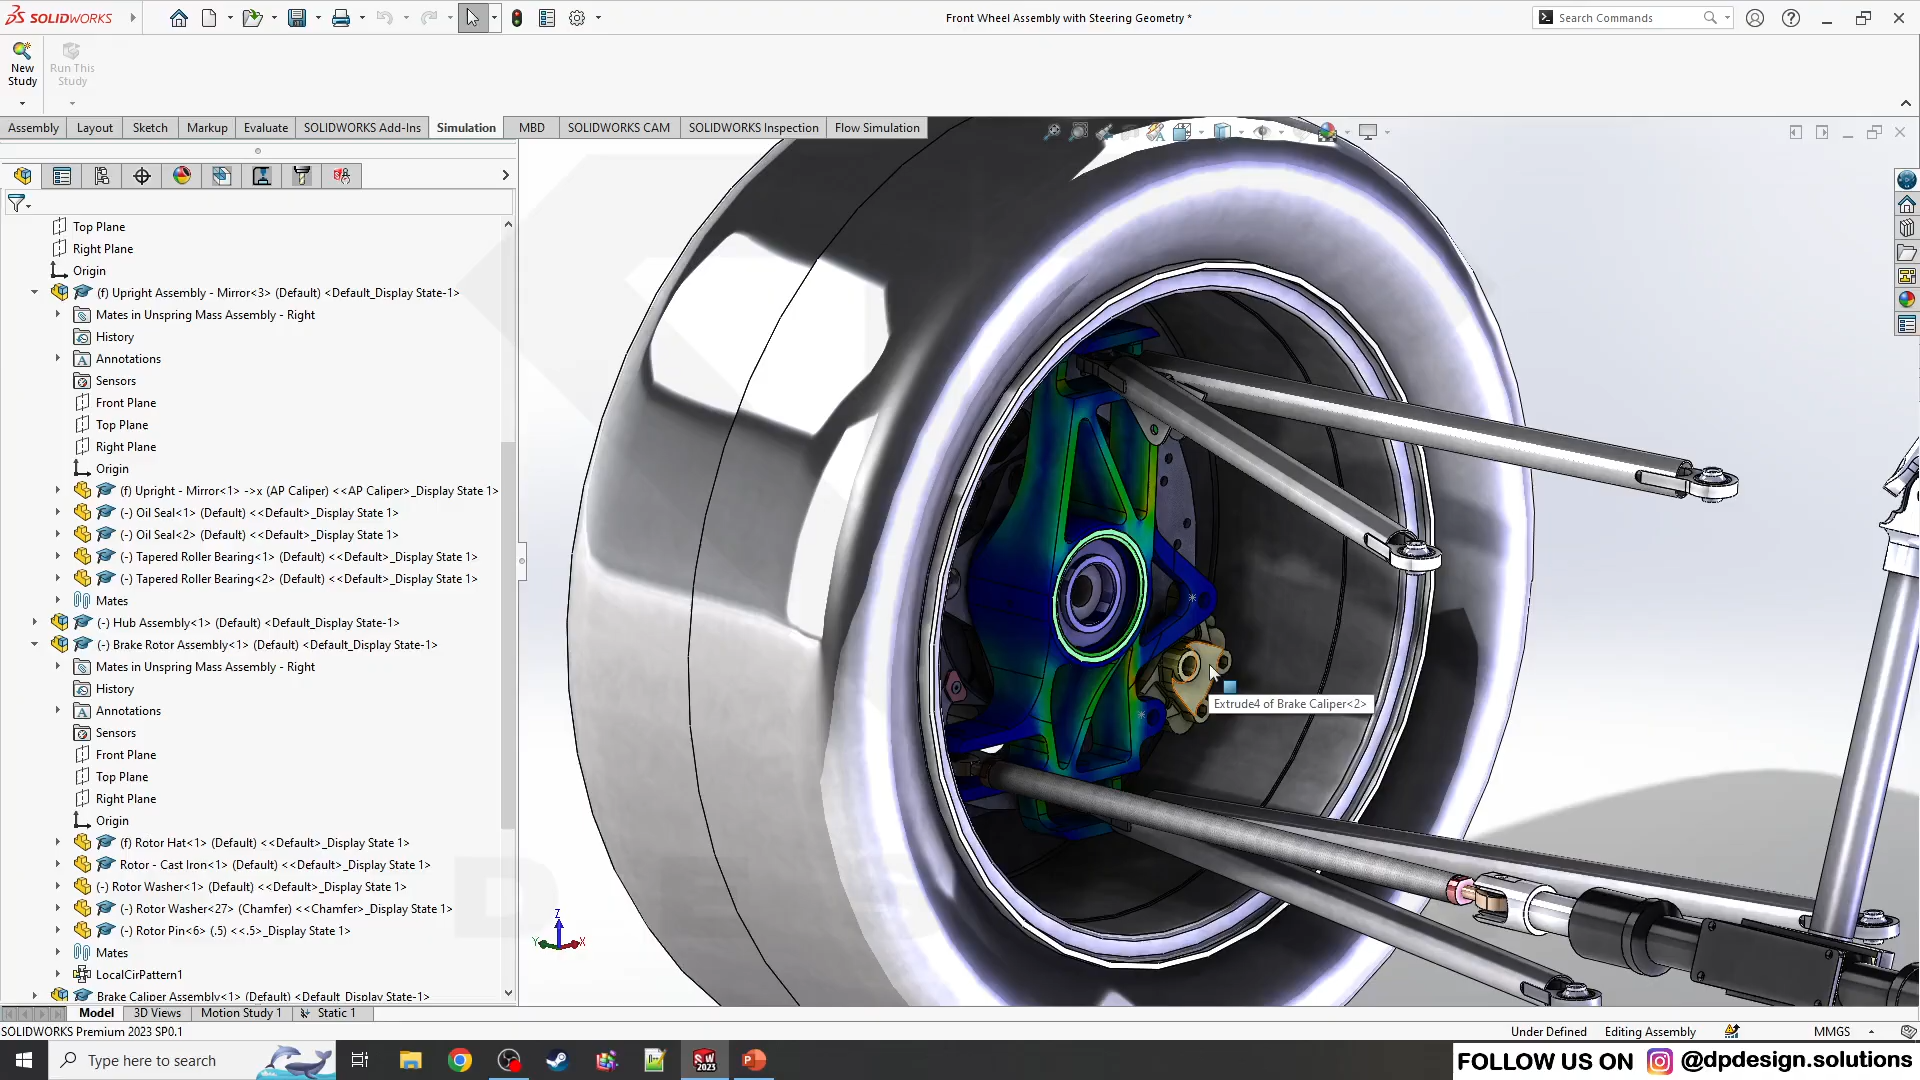 SOLIDWORKS
Front Wheel Assembly with Steering Geometry *
Search Commands
New
Study
Run This
Study
Assembly
Layout
Sketch
Markup
Evaluate
SOLIDWORKS Add-Ins
Simulation
MBD
SOLIDWORKS CAM
SOLIDWORKS Inspection
Flow Simulation
Top Plane
Right Plane
Origin
(f) Upright Assembly - Mirror<3> (Default) <Default_Display State-1>
Mates in Unspring Mass Assembly - Right
History
Annotations
Sensors
Front Plane
Top Plane
Right Plane
Origin
(f) Upright - Mirror<1> ->x (AP Caliper) <<AP Caliper>_Display State 1>
(-) Oil Seal<1> (Default) <<Default>_Display State 1>
(-) Oil Seal<2> (Default) <<Default>_Display State 1>
(-) Tapered Roller Bearing<1> (Default) <<Default>_Display State 1>
(-) Tapered Roller Bearing<2> (Default) <<Default>_Display State 1>
Mates
(-) Hub Assembly<1> (Default) <Default_Display State-1>
(-) Brake Rotor Assembly<1> (Default) <Default_Display State-1>
Mates in Unspring Mass Assembly - Right
History
Annotations
Sensors
Front Plane
Top Plane
Right Plane
Origin
(f) Rotor Hat<1> (Default) <<Default>_Display State 1>
Rotor - Cast Iron<1> (Default) <<Default>_Display State 1>
(-) Rotor Washer<1> (Default) <<Default>_Display State 1>
(-) Rotor Washer<27> (Chamfer) <<Chamfer>_Display State 1>
(-) Rotor Pin<6> (.5) <<.5>_Display State 1>
Mates
LocalCirPattern1
Brake Caliper Assembly<1> (Default) <Default_Display State-1>
Extrude4 of Brake Caliper<2>
Z
Y
X
Model
3D Views
Motion Study 1
Static 1
SOLIDWORKS Premium 2023 SP0.1
Under Defined
Editing Assembly
MMGS
Type here to search
FOLLOW US ON @dpdesign.solutions